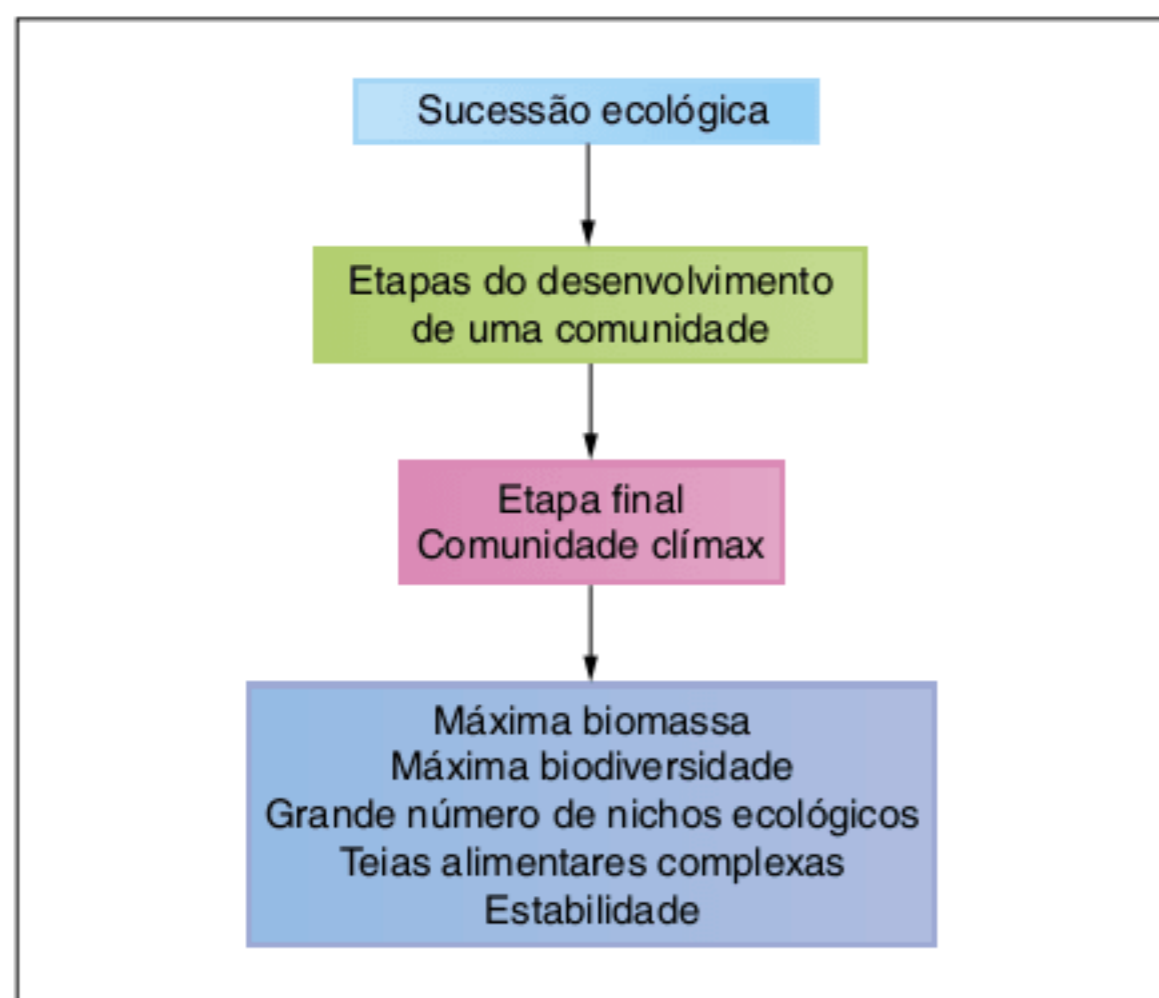 Sucessão ecológica
Etapas do desenvolvimento
de uma comunidade
Etapa final
Comunidade clímax
Máxima biomassa
Máxima biodiversidade
Grande número de nichos ecológicos
Teias alimentares complexas
Estabilidade